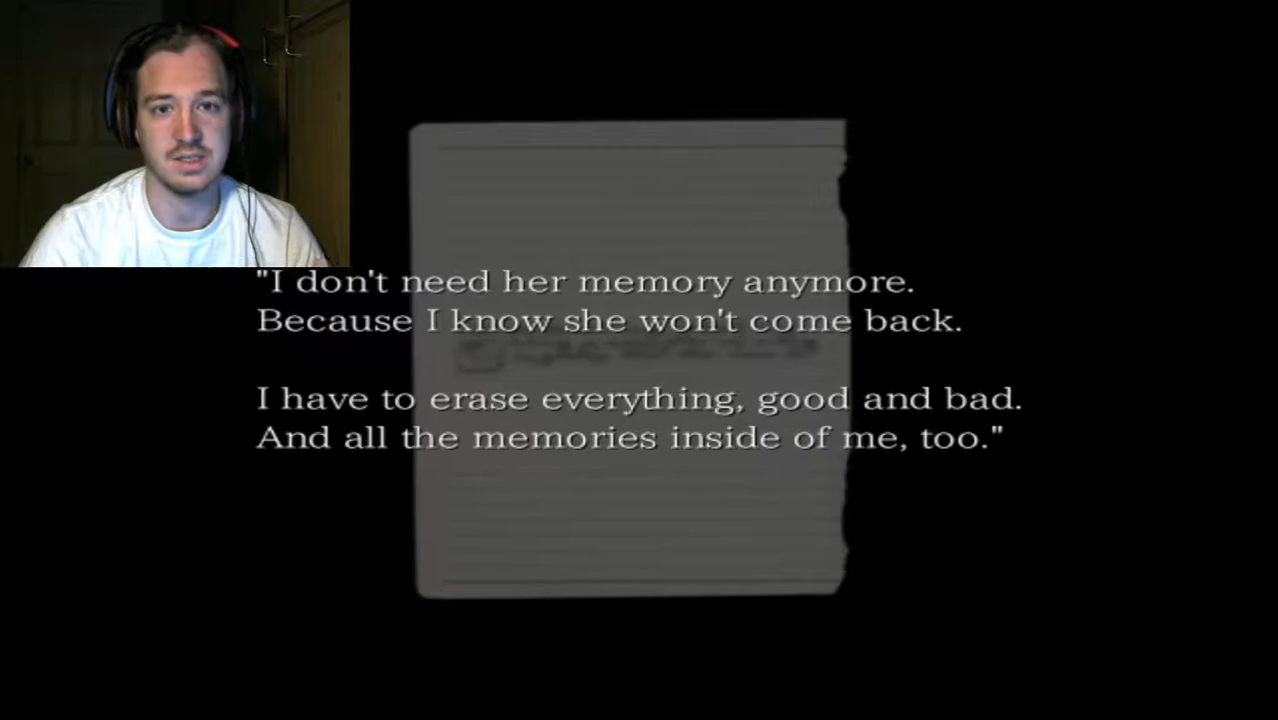 "I don't need her memory anymore.
Because I know she won't come back.
I have to erase everything, good and bad.
And all the memories inside of me, too."